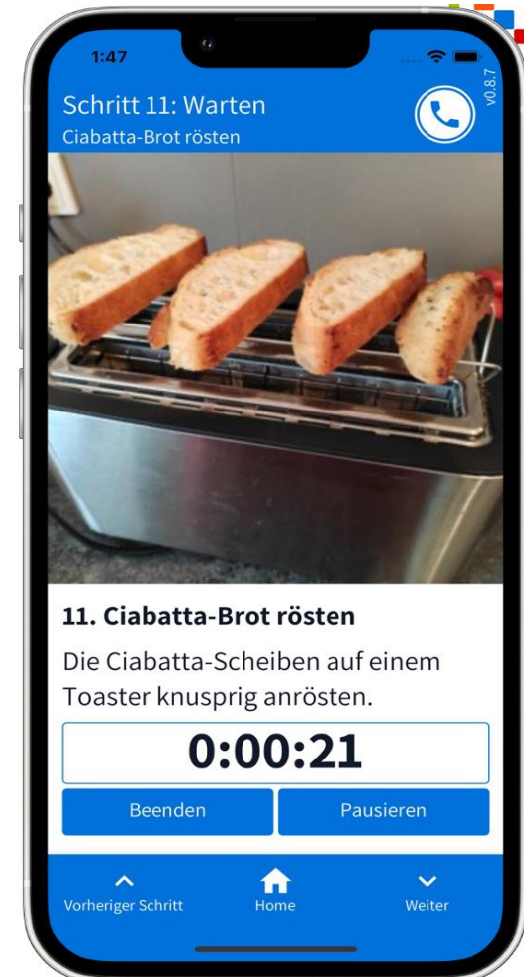 1:47
v0.8.7
Schritt 11: Warten
Ciabatta-Brot rösten
11. Ciabatta-Brot rösten
Die Ciabatta-Scheiben auf einem
Toaster knusprig anrösten.
0:00:21
Beenden Pausieren
Vorheriger Schritt Home Weiter